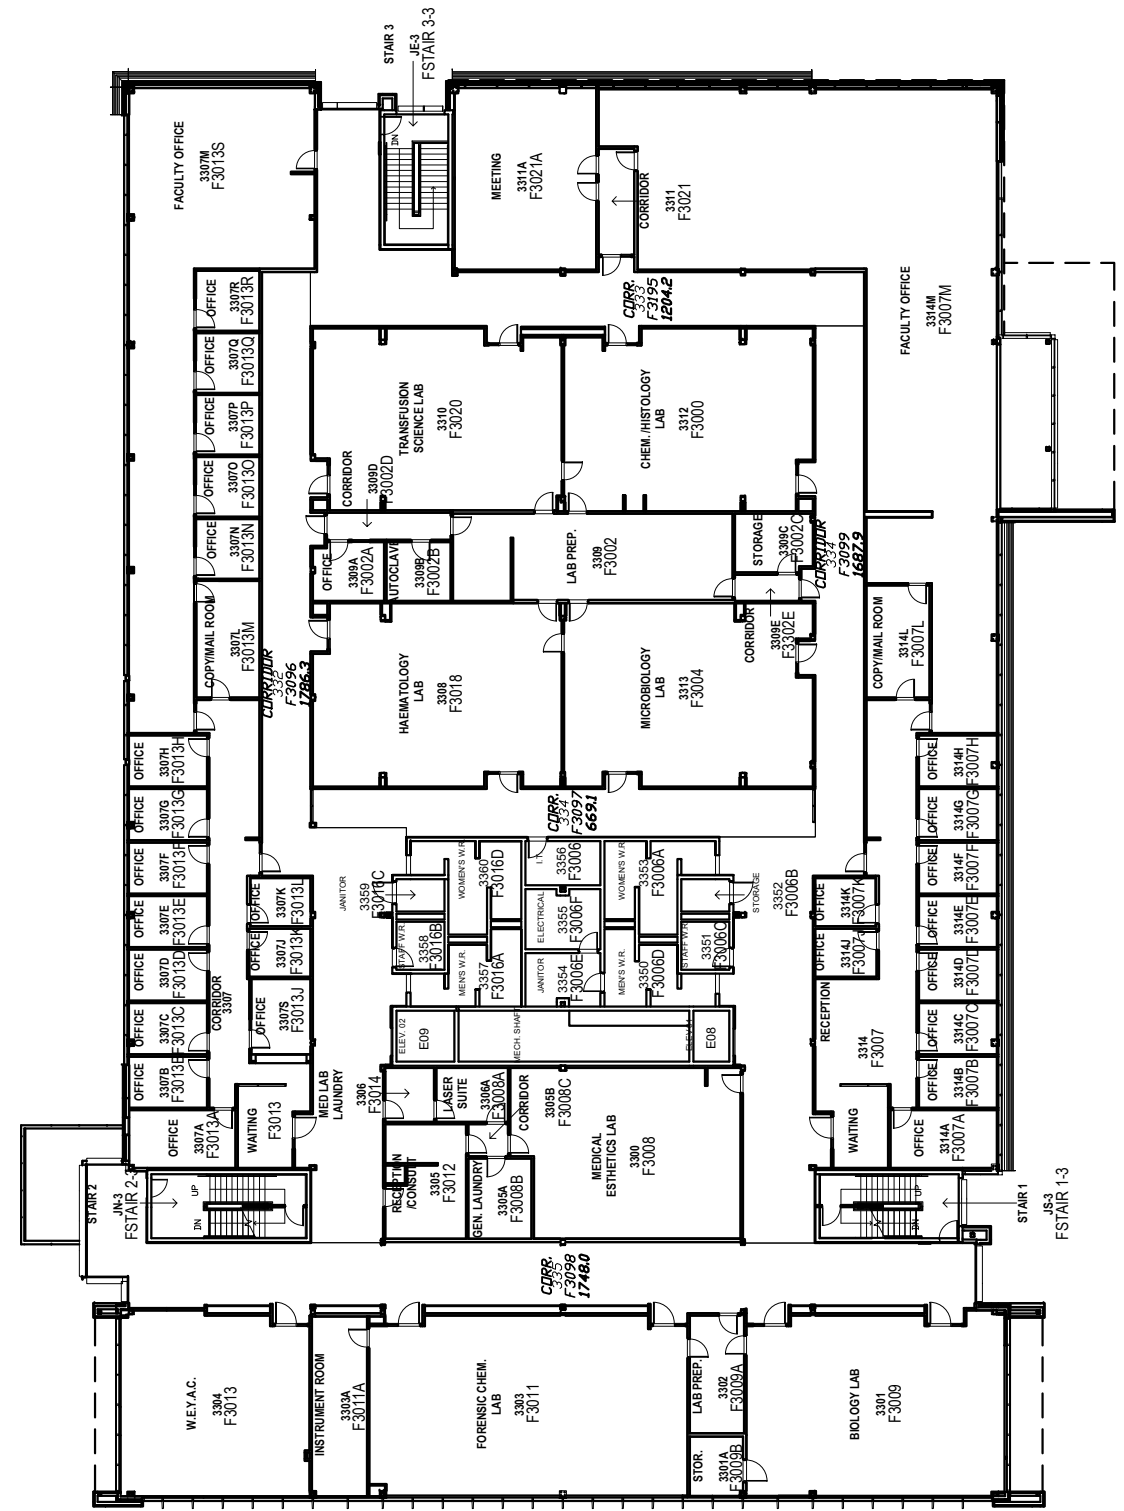 STAIR 3
JE-3
FSTAIR 3-3
DN
FACULTY OFFICE
3307M
F3013S
MEETING
3311A
F3021A
CORRIDOR
3311
F3021
CORR.
333
F3195
1204.2
FACULTY OFFICE
3314M
F3007M
OFFICE
3307R
F3013R
OFFICE
3307Q
F3013Q
OFFICE
3307P
F3013P
OFFICE
3307O
F3013O
OFFICE
3307N
F3013N
COPY/MAIL ROOM
3307L
F3013M
TRANSFUSION
SCIENCE LAB
3310
F3020
CHEM./HISTOLOGY
LAB
3312
F3000
CORRIDOR
3309D
F3002D
OFFICE
3309A
F3002A
AUTOCLAVE
3309B
F3002B
LAB PREP.
3309
F3002
STORAGE
3309C
F3002C
CORRIDOR
334
F3099
1687.9
CORRIDOR
3309E
F3302E
COPY/MAIL ROOM
3314L
F3007L
CORRIDOR
332
F3096
1786.3
HAEMATOLOGY
LAB
3308
F3018
MICROBIOLOGY
LAB
3313
F3004
CORR.
334
F3097
669.1
OFFICE
3307H
F3013H
OFFICE
3307G
F3013G
OFFICE
3307F
F3013F
OFFICE
3307E
F3013E
OFFICE
3307D
F3013D
OFFICE
3307C
F3013C
OFFICE
3307B
F3013B
OFFICE
3307A
F3013A
CORRIDOR
3307
OFFICE
3307K
F3013L
OFFICE
3307J
F3013K
OFFICE
3307S
F3013J
WAITING
F3013
MED LAB
LAUNDRY
3306
F3014
JANITOR
3359
F3016C
WOMEN'S W.R.
3360
F3016D
I.T.
3356
F3006
WOMEN'S W.R.
3353
F3006A
STORAGE
3352
F3006B
STAFF W.R.
3358
F3016B
MEN'S W.R.
3357
F3016A
ELECTRICAL
3355
F3006F
JANITOR
3354
F3006E
MEN'S W.R.
3350
F3006D
STAFF W.R.
3351
F3006C
ELEV. 02
E09
MECH. SHAFT
ELEV. 01
E08
OFFICE
3314H
F3007H
OFFICE
3314G
F3007G
OFFICE
3314F
F3007F
OFFICE
3314E
F3007E
OFFICE
3314D
F3007D
OFFICE
3314C
F3007C
OFFICE
3314B
F3007B
OFFICE
3314A
F3007A
OFFICE
3314K
F3007K
OFFICE
3314J
F3007J
RECEPTION
3314
F3007
WAITING
LASER
SUITE
3306A
F3008A
CORRIDOR
3305B
F3008C
MEDICAL
ESTHETICS LAB
3300
F3008
RECEPTION
/CONSULT
3305
F3012
GEN. LAUNDRY
3305A
F3008B
STAIR 2
JN-3
FSTAIR 2-3
UP
DN
UP
DN
STAIR 1
JS-3
FSTAIR 1-3
CORR.
335
F3098
1748.0
W.E.Y.A.C.
3304
F3013
INSTRUMENT ROOM
3303A
F3011A
FORENSIC CHEM.
LAB
3303
F3011
LAB PREP.
3302
F3009A
STOR.
3301A
F3009B
BIOLOGY LAB
3301
F3009